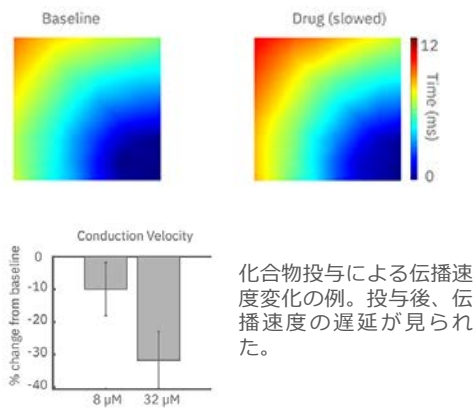 Baseline
Drug (slowed)
12
Time (ms)
0
Conduction Velocity
% change from baseline
0
-10
-20
-30
-40
8 µM
32 µM
化合物投与による伝播速
度変化の例。投与後、伝
播速度の遅延が見られ
た。